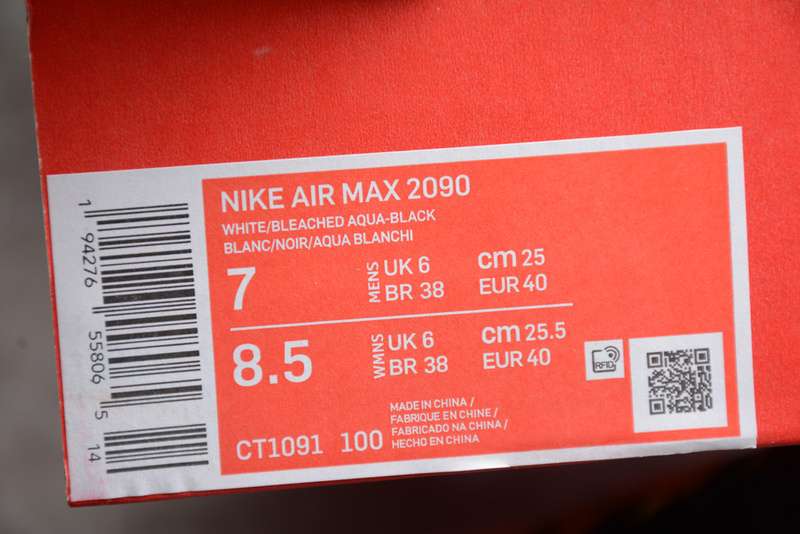 NIKE AIR MAX 2090
WHITE/BLEACHED AQUA-BLACK
BLANC/NOIR/AQUA BLANCHI
7
MENS
UK 6
BR 38
cm 25
EUR 40
8.5
WMNS
UK 6
BR 38
cm 25.5
EUR 40
RFID
CT1091 100
MADE IN CHINA /
FABRIQUE EN CHINE /
FABRICADO NA CHINA /
HECHO EN CHINA
1 94276 55806 5 14